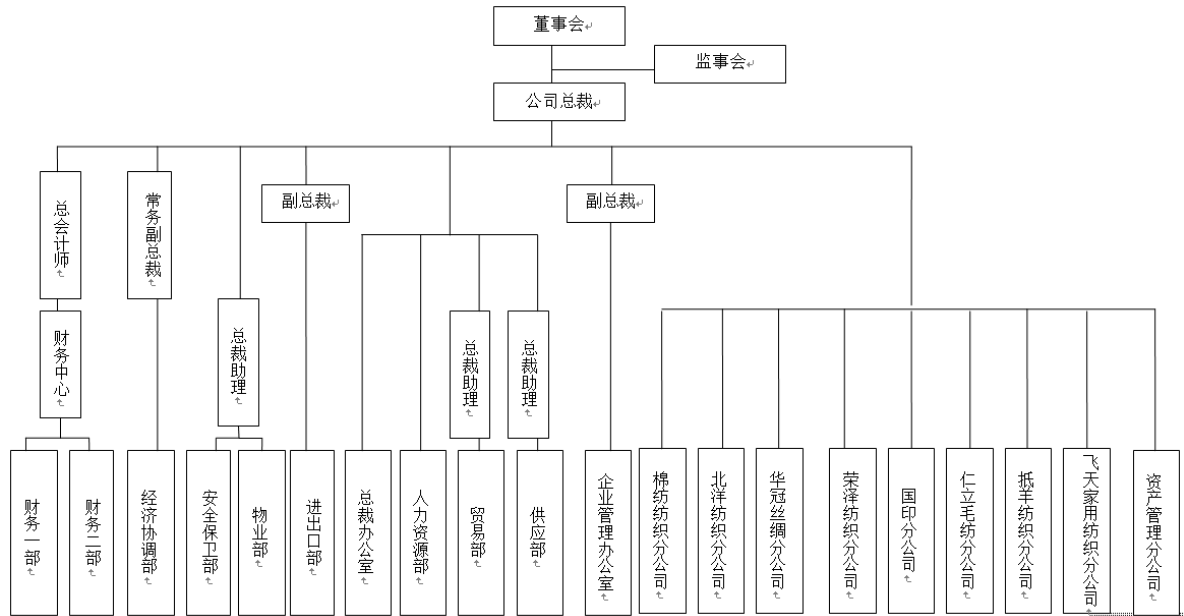 董事会
监事会
公司总裁
总会计师
常务副总裁
副总裁
副总裁
总裁助理
财务中心
总裁助理
总裁助理
财务一部
财务二部
经济协调部
安全保卫部
物业部
进出口部
总裁办公室
人力资源部
贸易部
供应部
企业管理办公室
棉纺纺织分公司
北洋纺织分公司
华冠丝绸分公司
荣泽纺织分公司
国印分公司
仁立毛纺分公司
抵羊纺织分公司
飞天家用纺织分公司
资产管理分公司